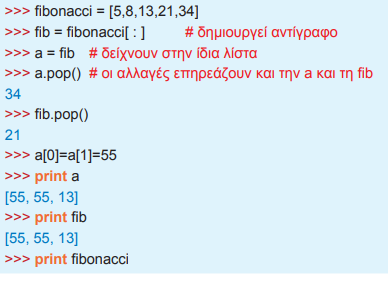 >>> fibonacci = [5,8,13,21,34]
>>> fib = fibonacci[ : ] # δημιουργεί αντίγραφο
>>> a = fib # δείχνουν στην ίδια λίστα
>>> a.pop() # οι αλλαγές επηρεάζουν και την a και τη fib
34
>>> fib.pop()
21
>>> a[0]=a[1]=55
>>> print a
[55, 55, 13]
>>> print fib
[55, 55, 13]
>>> print fibonacci